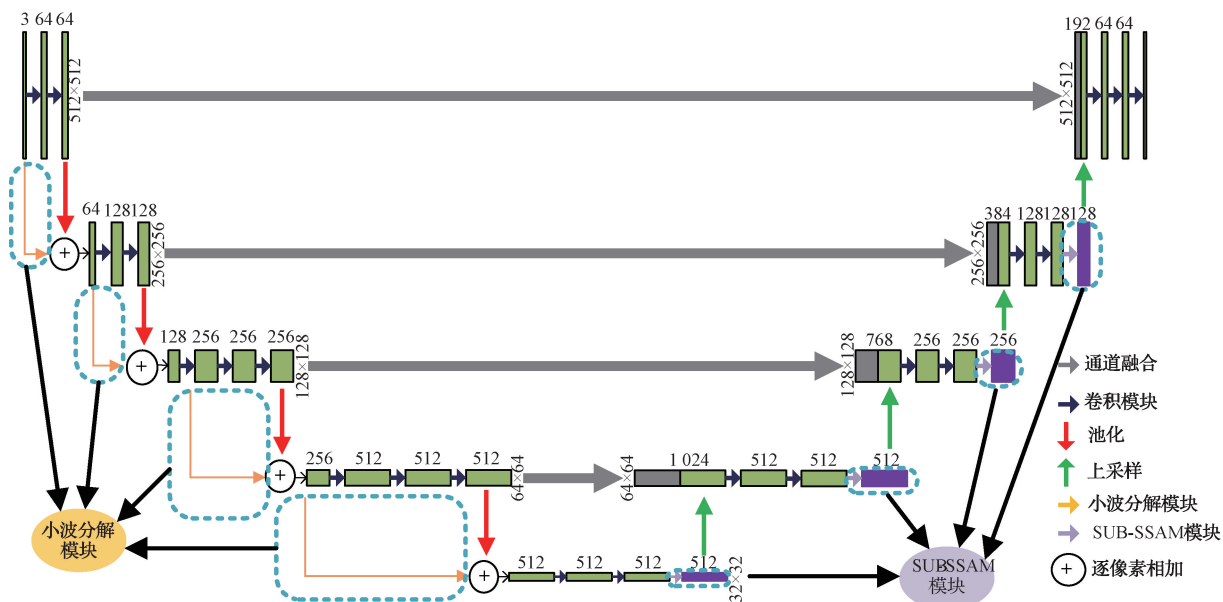 3 64 64
512×512
192 64 64
512×512
64 128 128
256×256
384 128 128 128
256×256
128 256 256 256
128×128
768 256 256 256
128×128
256 512 512 512
64×64
1 024 512 512 512
64×64
512 512 512 512
32×32
小波分解
模块
SUB-SSAM
模块
通道融合
卷积模块
池化
上采样
小波分解模块
SUB-SSAM模块
逐像素相加